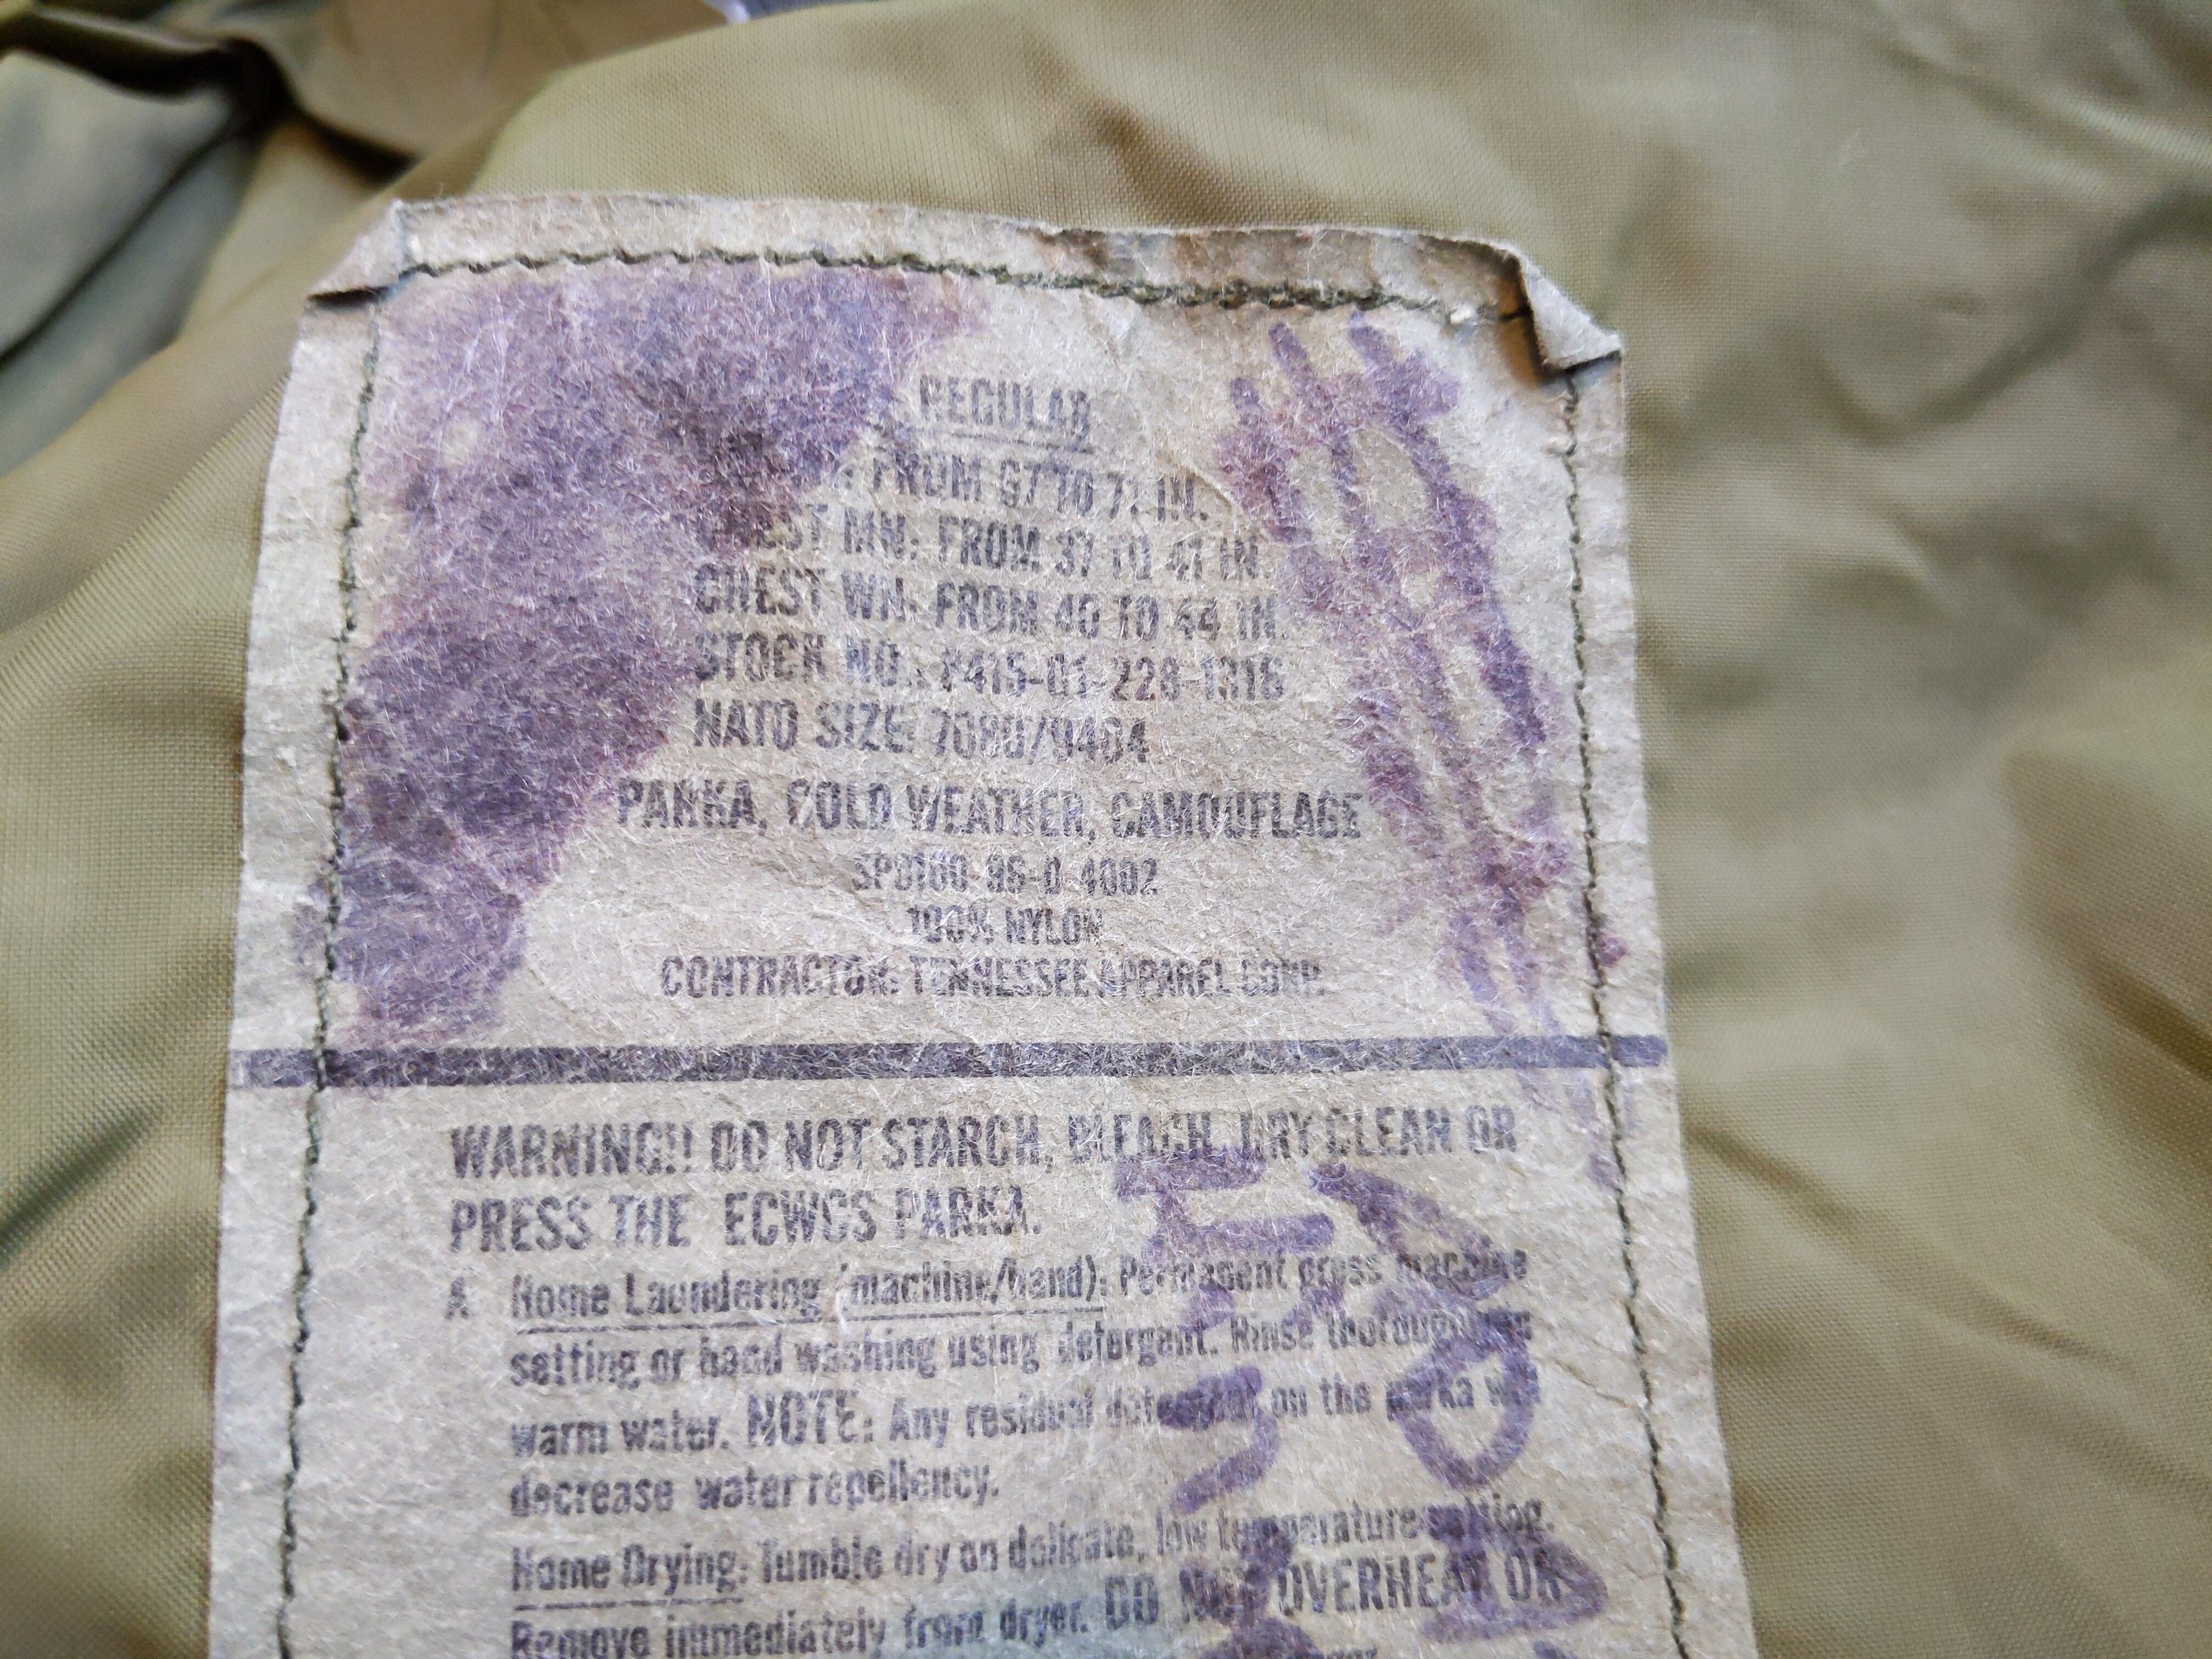 REGULAR
FROM 67 TO 71 IN.
CHEST MN: FROM 37 TO 41 IN.
CHEST WN: FROM 40 TO 44 IN.
STOCK NO.: 8415-01-228-1316
NATO SIZE: 7080/9404
PARKA, COLD WEATHER, CAMOUFLAGE
100% NYLON
CONTRACTOR: TENNESSEE APPAREL CORP.
WARNING!! DO NOT STARCH, BLEACH, DRY CLEAN OR
PRESS THE ECWCS PARKA.
A Home Laundering (machine/hand): Permanent press machine
setting or hand washing using detergent. Rinse thoroughly
warm water. NOTE: Any residual detergent on the parka
decrease water repellency.
Home Drying: Tumble dry on delicate, low temperature setting.
Remove immediately from dryer. DO NOT OVERHEAT OR